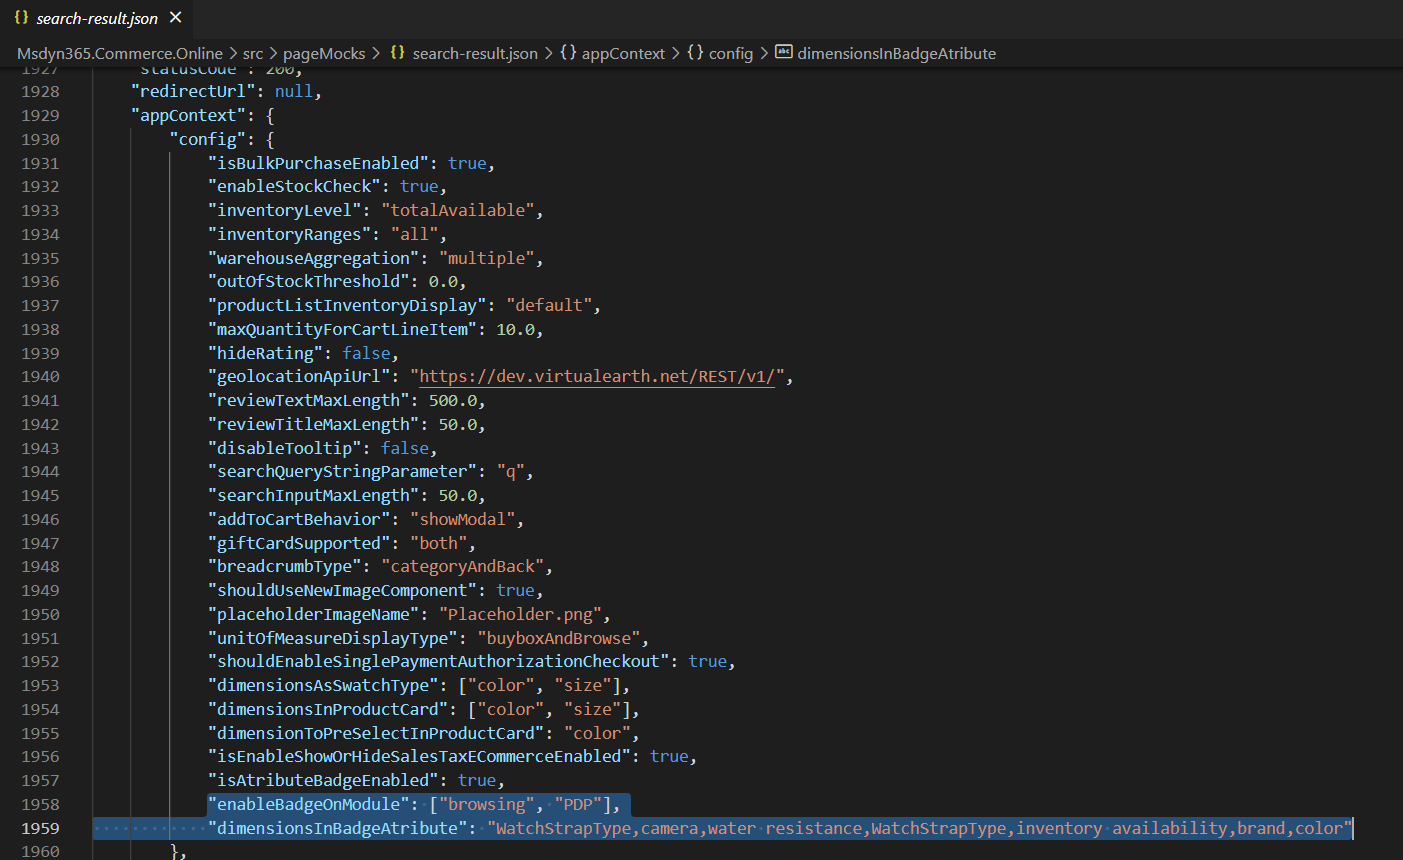 {} search-result.json ×
Msdyn365.Commerce.Online > src > pageMocks > {} search-result.json > {} appContext > {} config > abc dimensionsInBadgeAtribute
1927 "statusCode": 200,
1928 "redirectUrl": null,
1929 "appContext": {
1930 "config": {
1931 "isBulkPurchaseEnabled": true,
1932 "enableStockCheck": true,
1933 "inventoryLevel": "totalAvailable",
1934 "inventoryRanges": "all",
1935 "warehouseAggregation": "multiple",
1936 "outOfStockThreshold": 0.0,
1937 "productListInventoryDisplay": "default",
1938 "maxQuantityForCartLineItem": 10.0,
1939 "hideRating": false,
1940 "geolocationApiUrl": "https://dev.virtualearth.net/REST/v1/",
1941 "reviewTextMaxLength": 500.0,
1942 "reviewTitleMaxLength": 50.0,
1943 "disableTooltip": false,
1944 "searchQueryStringParameter": "q",
1945 "searchInputMaxLength": 50.0,
1946 "addToCartBehavior": "showModal",
1947 "giftCardSupported": "both",
1948 "breadcrumbType": "categoryAndBack",
1949 "shouldUseNewImageComponent": true,
1950 "placeholderImageName": "Placeholder.png",
1951 "unitOfMeasureDisplayType": "buyboxAndBrowse",
1952 "shouldEnableSinglePaymentAuthorizationCheckout": true,
1953 "dimensionsAsSwatchType": ["color", "size"],
1954 "dimensionsInProductCard": ["color", "size"],
1955 "dimensionToPreSelectInProductCard": "color",
1956 "isEnableShowOrHideSalesTaxECommerceEnabled": true,
1957 "isAtributeBadgeEnabled": true,
1958 "enableBadgeOnModule": ["browsing", "PDP"],
1959 "dimensionsInBadgeAtribute": "WatchStrapType,camera,water resistance,WatchStrapType,inventory availability,brand,color"
1960 },